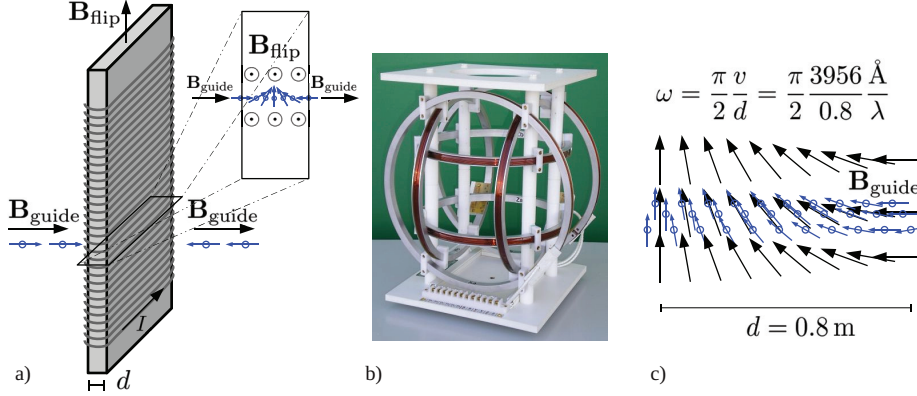 B_flip
B_flip
B_guide
B_guide
B_guide
B_guide
I
a)
d
b)
ω = π/2 v/d = π/2 3956/0.8 Å/λ
B_guide
d = 0.8 m
c)